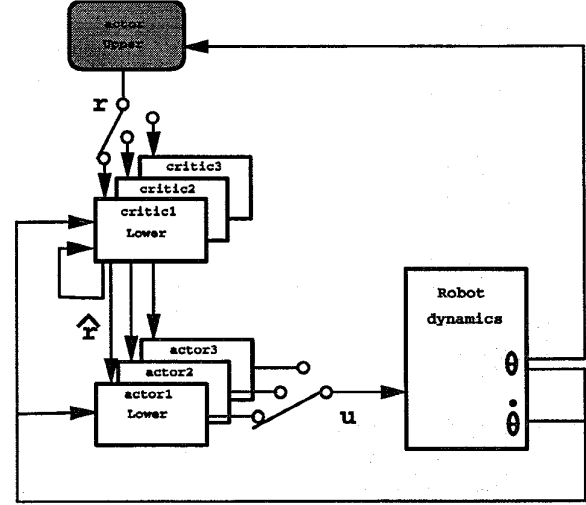 actor
Upper
r
critic3
critic2
critic1
Lower
r̂
actor3
actor2
actor1
Lower
u
Robot
dynamics
θ
θ̇